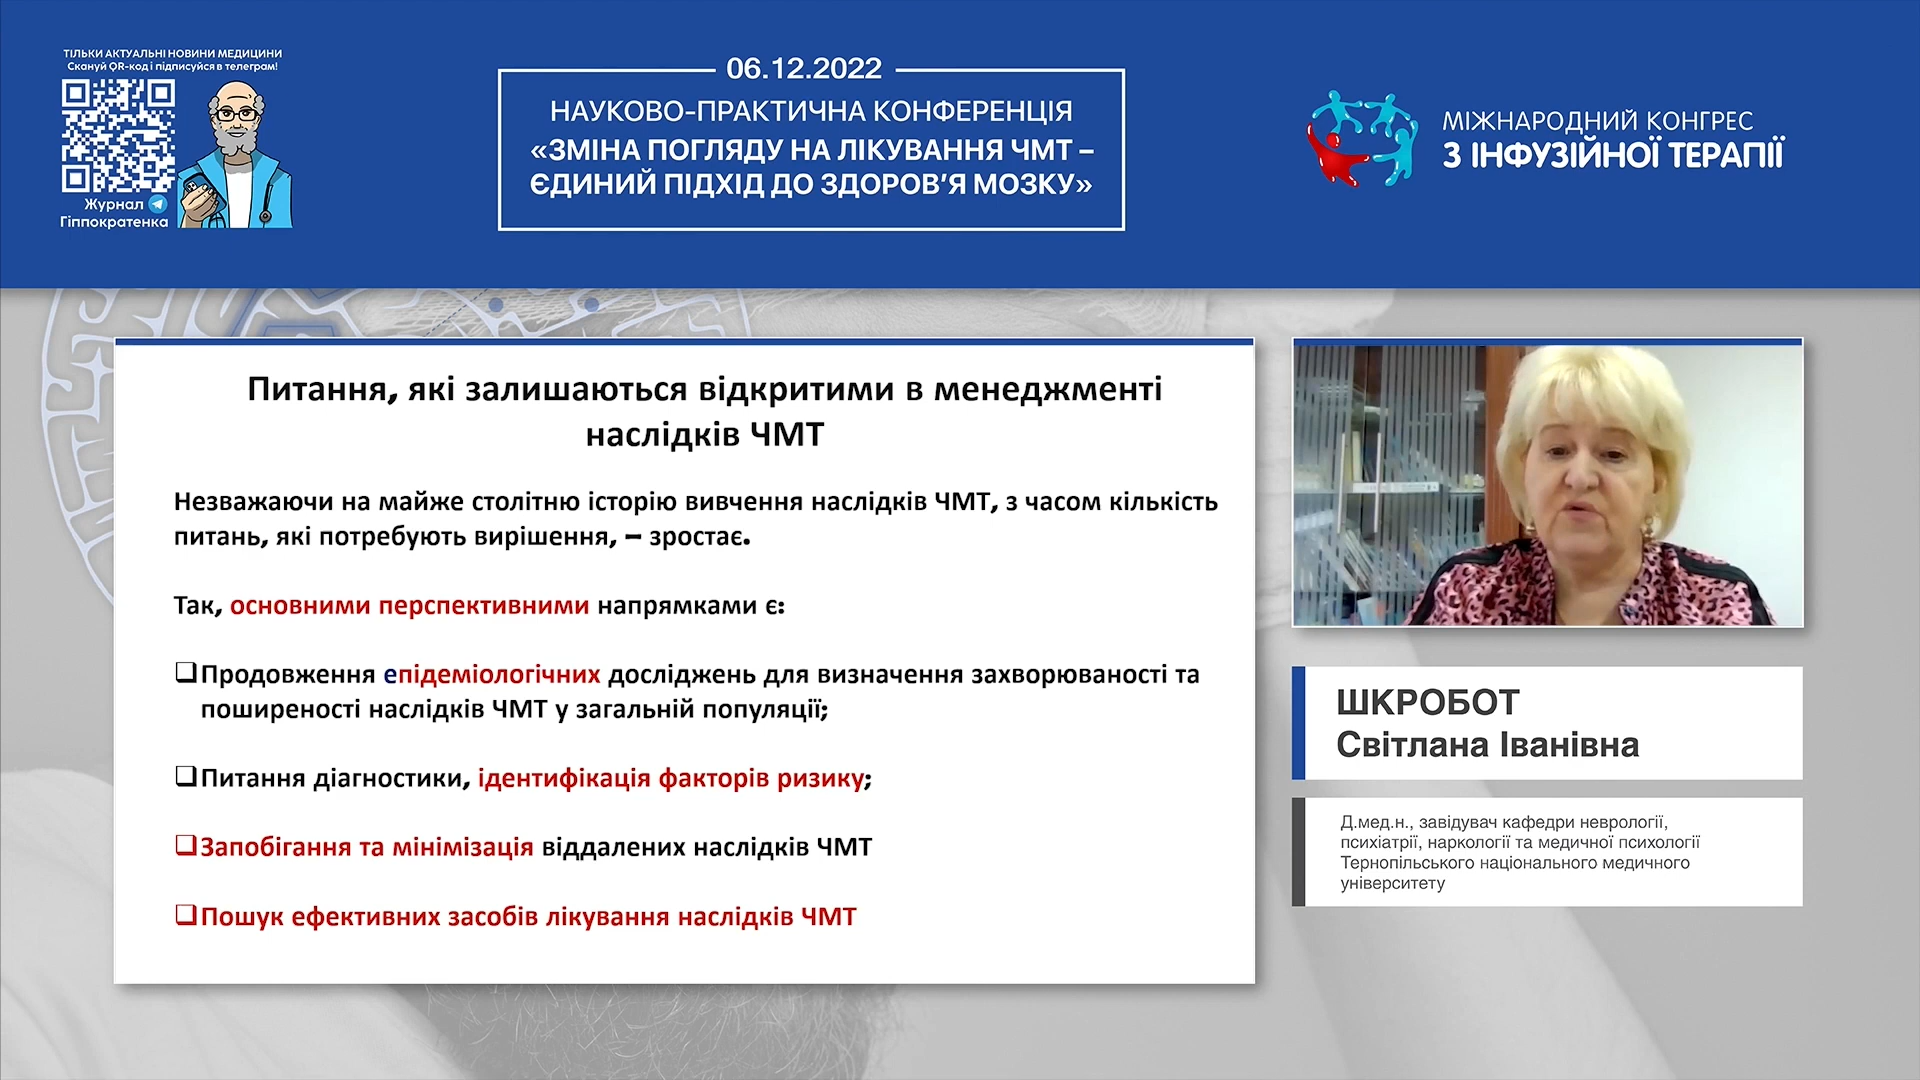 ТІЛЬКИ АКТУАЛЬНІ НОВИНИ МЕДИЦИНИ
Скануй QR-код і підписуйся в телеграм!
Журнал
Гіппократенка
06.12.2022
НАУКОВО-ПРАКТИЧНА КОНФЕРЕНЦІЯ
«ЗМІНА ПОГЛЯДУ НА ЛІКУВАННЯ ЧМТ –
ЄДИНИЙ ПІДХІД ДО ЗДОРОВ'Я МОЗКУ»
МІЖНАРОДНИЙ КОНГРЕС
З ІНФУЗІЙНОЇ ТЕРАПІЇ
Питання, які залишаються відкритими в менеджменті
наслідків ЧМТ
Незважаючи на майже столітню історію вивчення наслідків ЧМТ, з часом кількість
питань, які потребують вирішення, – зростає.
Так, основними перспективними напрямками є:
❑Продовження епідеміологічних досліджень для визначення захворюваності та
поширеності наслідків ЧМТ у загальній популяції;
❑Питання діагностики, ідентифікація факторів ризику;
❑Запобігання та мінімізація віддалених наслідків ЧМТ
❑Пошук ефективних засобів лікування наслідків ЧМТ
ШКРОБОТ
Світлана Іванівна
Д.мед.н., завідувач кафедри неврології,
психіатрії, наркології та медичної психології
Тернопільського національного медичного
університету